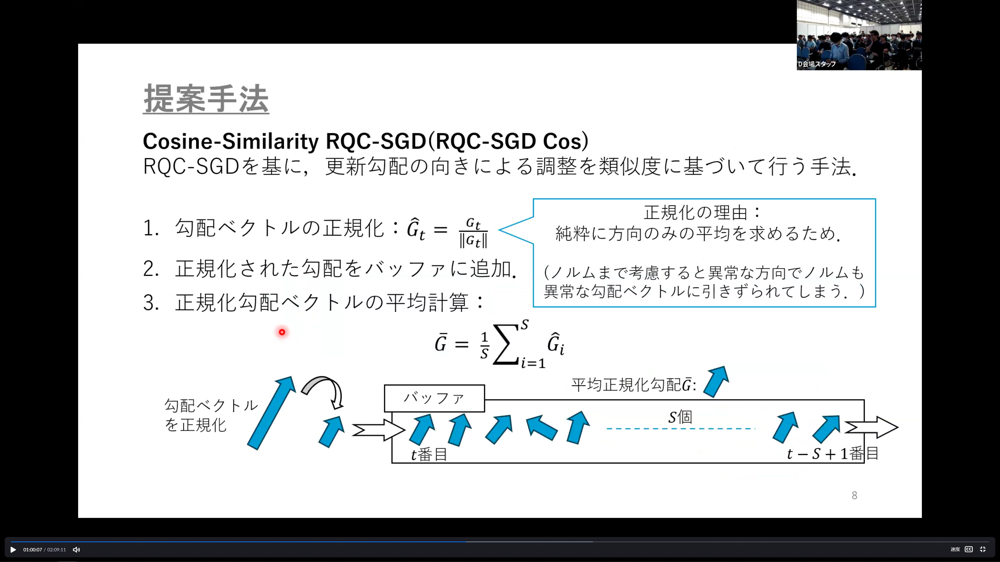 D会場スタッフ
提案手法
Cosine-Similarity RQC-SGD(RQC-SGD Cos)
RQC-SGDを基に，更新勾配の向きによる調整を類似度に基づいて行う手法．
1. 勾配ベクトルの正規化：Ĝ_t = G_t / ‖G_t‖
正規化の理由：
純粋に方向のみの平均を求めるため．
(ノルムまで考慮すると異常な方向でノルムも
異常な勾配ベクトルに引きずられてしまう．)
2. 正規化された勾配をバッファに追加．
3. 正規化勾配ベクトルの平均計算：
Ḡ = 1/S ∑_{i=1}^{S} Ĝ_i
平均正規化勾配Ḡ:
勾配ベクトル
を正規化
バッファ
S個
t番目
t − S + 1番目
8
01:00:07 / 02:09:11
速度
CC